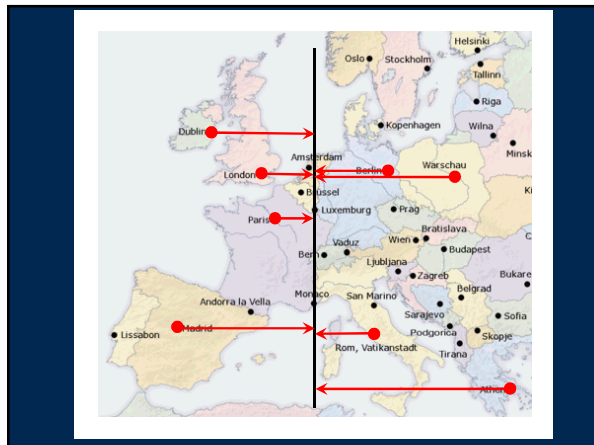 Helsinki
Oslo
Stockholm
Tallinn
Riga
Dublin
Kopenhagen
Wilna
Minsk
Amsterdam
London
Berlin
Warschau
Brüssel
Luxemburg
Paris
Prag
Vaduz
Wien
Bratislava
Bern
Budapest
Ljubljana
Zagreb
Bukare
Monaco
San Marino
Belgrad
Andorra la Vella
Sarajevo
Sofia
Madrid
Podgorica
Skopje
Lissabon
Rom, Vatikanstadt
Tirana